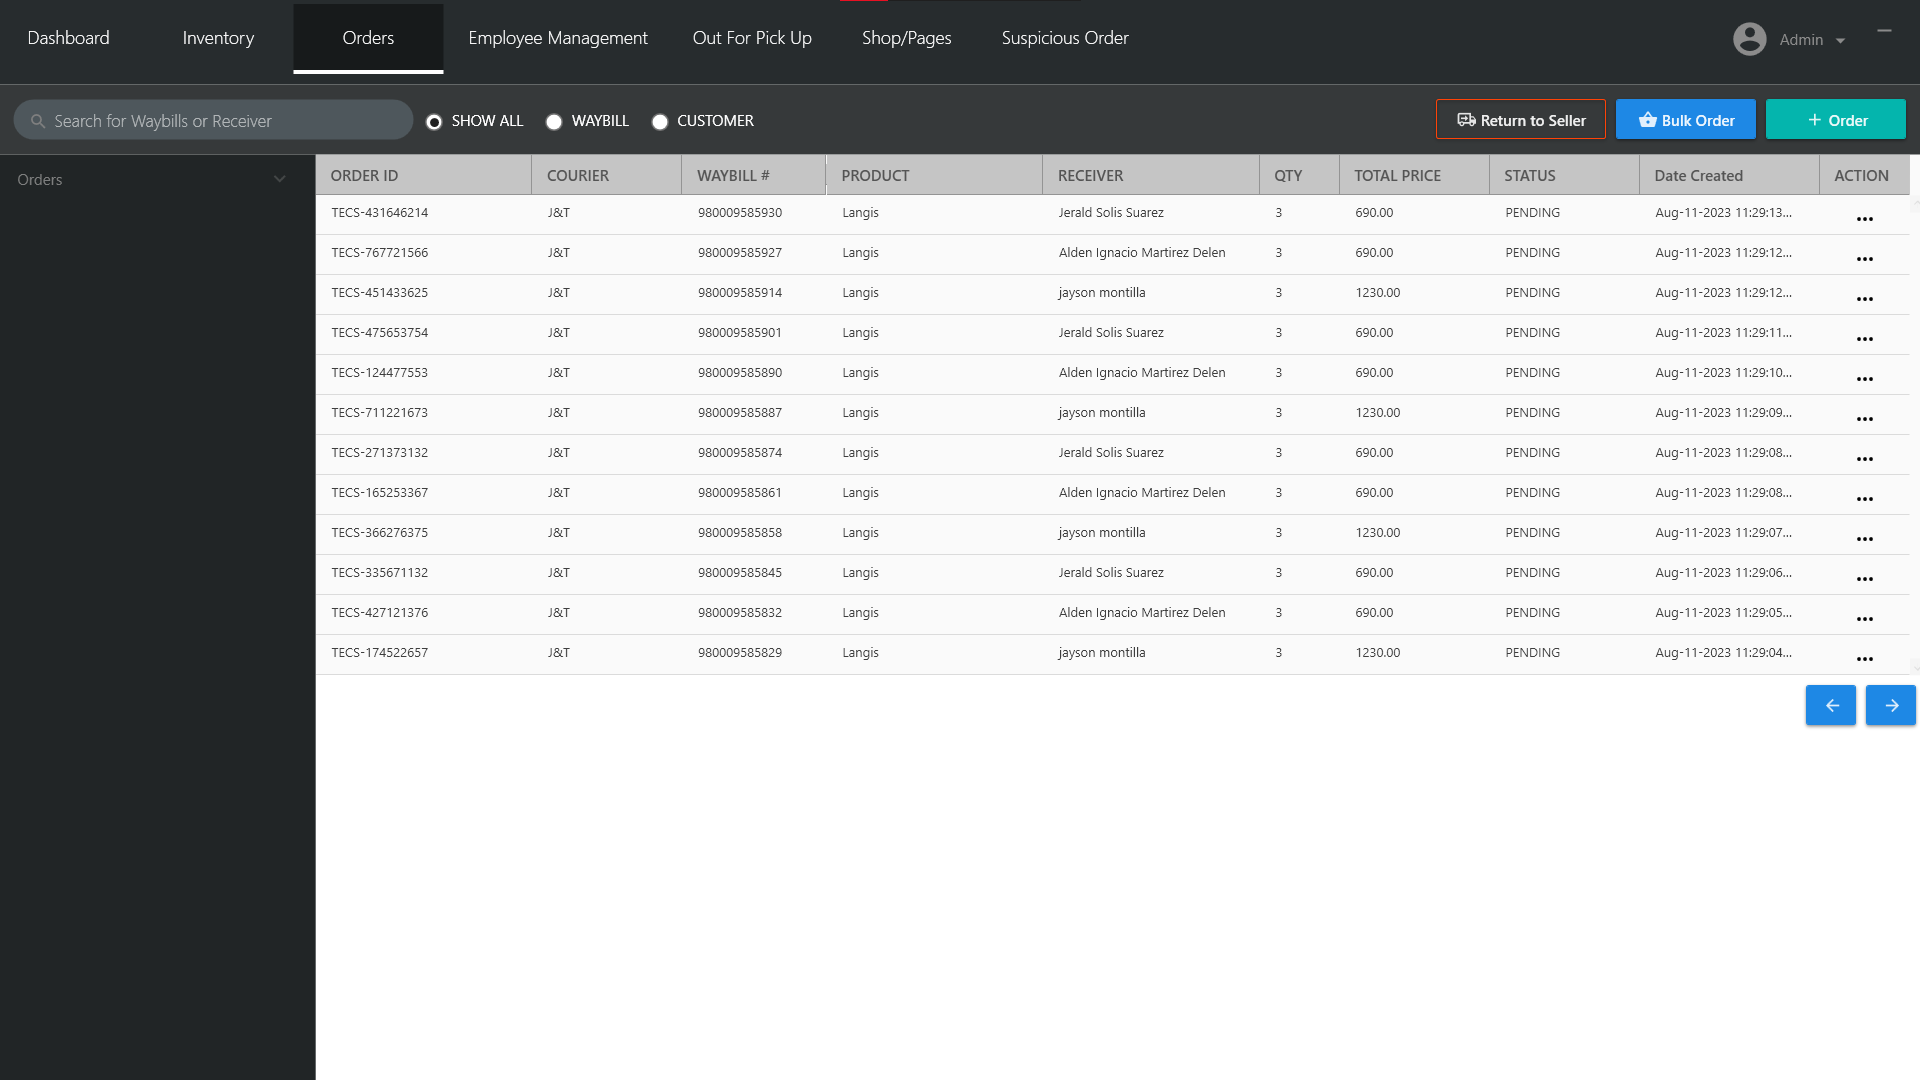 Dashboard Inventory Orders Employee Management Out For Pick Up Shop/Pages Suspicious Order Admin
Search for Waybills or Receiver SHOW ALL WAYBILL CUSTOMER Return to Seller Bulk Order + Order
Orders
ORDER ID COURIER WAYBILL # PRODUCT RECEIVER QTY TOTAL PRICE STATUS Date Created ACTION
TECS-431646214 J&T 980009585930 Langis Jerald Solis Suarez 3 690.00 PENDING Aug-11-2023 11:29:13... •••
TECS-767721566 J&T 980009585927 Langis Alden Ignacio Martirez Delen 3 690.00 PENDING Aug-11-2023 11:29:12... •••
TECS-451433625 J&T 980009585914 Langis jayson montilla 3 1230.00 PENDING Aug-11-2023 11:29:12... •••
TECS-475653754 J&T 980009585901 Langis Jerald Solis Suarez 3 690.00 PENDING Aug-11-2023 11:29:11... •••
TECS-124477553 J&T 980009585890 Langis Alden Ignacio Martirez Delen 3 690.00 PENDING Aug-11-2023 11:29:10... •••
TECS-711221673 J&T 980009585887 Langis jayson montilla 3 1230.00 PENDING Aug-11-2023 11:29:09... •••
TECS-271373132 J&T 980009585874 Langis Jerald Solis Suarez 3 690.00 PENDING Aug-11-2023 11:29:08... •••
TECS-165253367 J&T 980009585861 Langis Alden Ignacio Martirez Delen 3 690.00 PENDING Aug-11-2023 11:29:08... •••
TECS-366276375 J&T 980009585858 Langis jayson montilla 3 1230.00 PENDING Aug-11-2023 11:29:07... •••
TECS-335671132 J&T 980009585845 Langis Jerald Solis Suarez 3 690.00 PENDING Aug-11-2023 11:29:06... •••
TECS-427121376 J&T 980009585832 Langis Alden Ignacio Martirez Delen 3 690.00 PENDING Aug-11-2023 11:29:05... •••
TECS-174522657 J&T 980009585829 Langis jayson montilla 3 1230.00 PENDING Aug-11-2023 11:29:04... •••